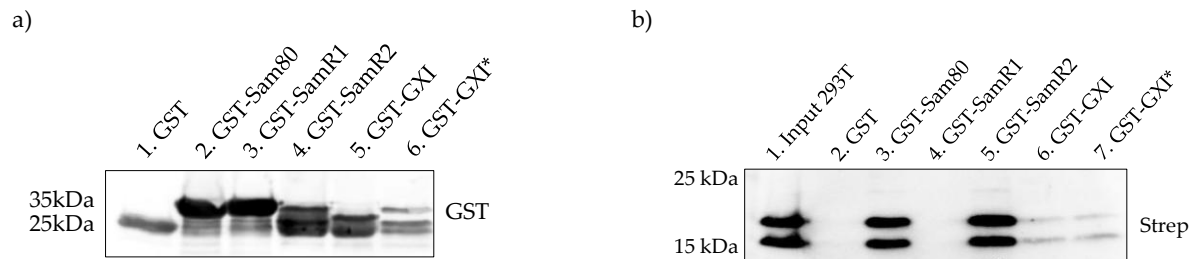 a)
1. GST
2. GST-Sam80
3. GST-SamR1
4. GST-SamR2
5. GST-GXI
6. GST-GXI*
35kDa
25kDa
GST
b)
1. Input 293T
2. GST
3. GST-Sam80
4. GST-SamR1
5. GST-SamR2
6. GST-GXI
7. GST-GXI*
25 kDa
15 kDa
Strep